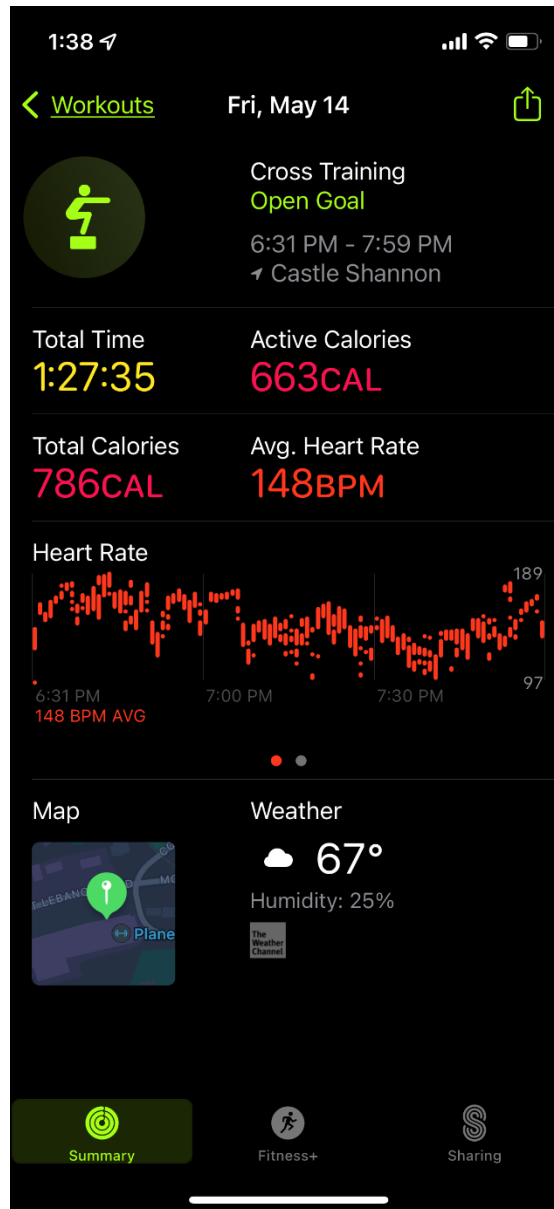 1:38
Workouts
Fri, May 14
Cross Training
Open Goal
6:31 PM - 7:59 PM
Castle Shannon
Total Time
1:27:35
Active Calories
663CAL
Total Calories
786CAL
Avg. Heart Rate
148BPM
Heart Rate
189
97
6:31 PM
7:00 PM
7:30 PM
148 BPM AVG
Map
LEBAN
Plane
Weather
67°
Humidity: 25%
The
Weather
Channel
Summary
Fitness+
Sharing